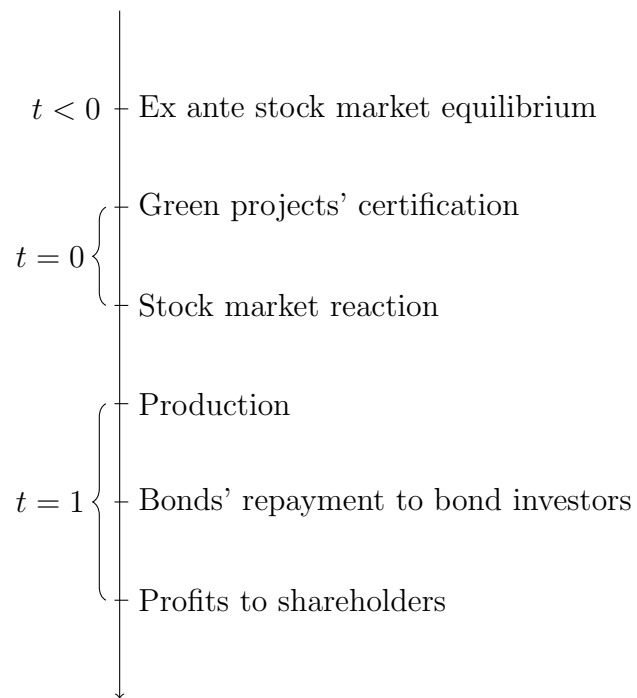 t < 0 Ex ante stock market equilibrium
Green projects' certification
t = 0
Stock market reaction
Production
t = 1 Bonds' repayment to bond investors
Profits to shareholders